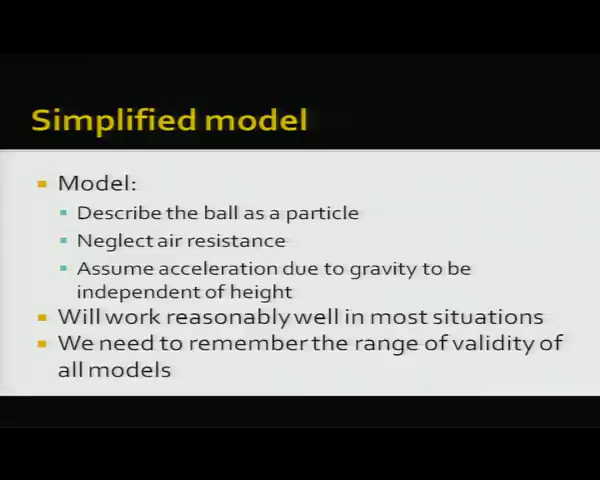 Simplified model
Model:
Describe the ball as a particle
Neglect air resistance
Assume acceleration due to gravity to be
independent of height
Will work reasonably well in most situations
We need to remember the range of validity of
all models